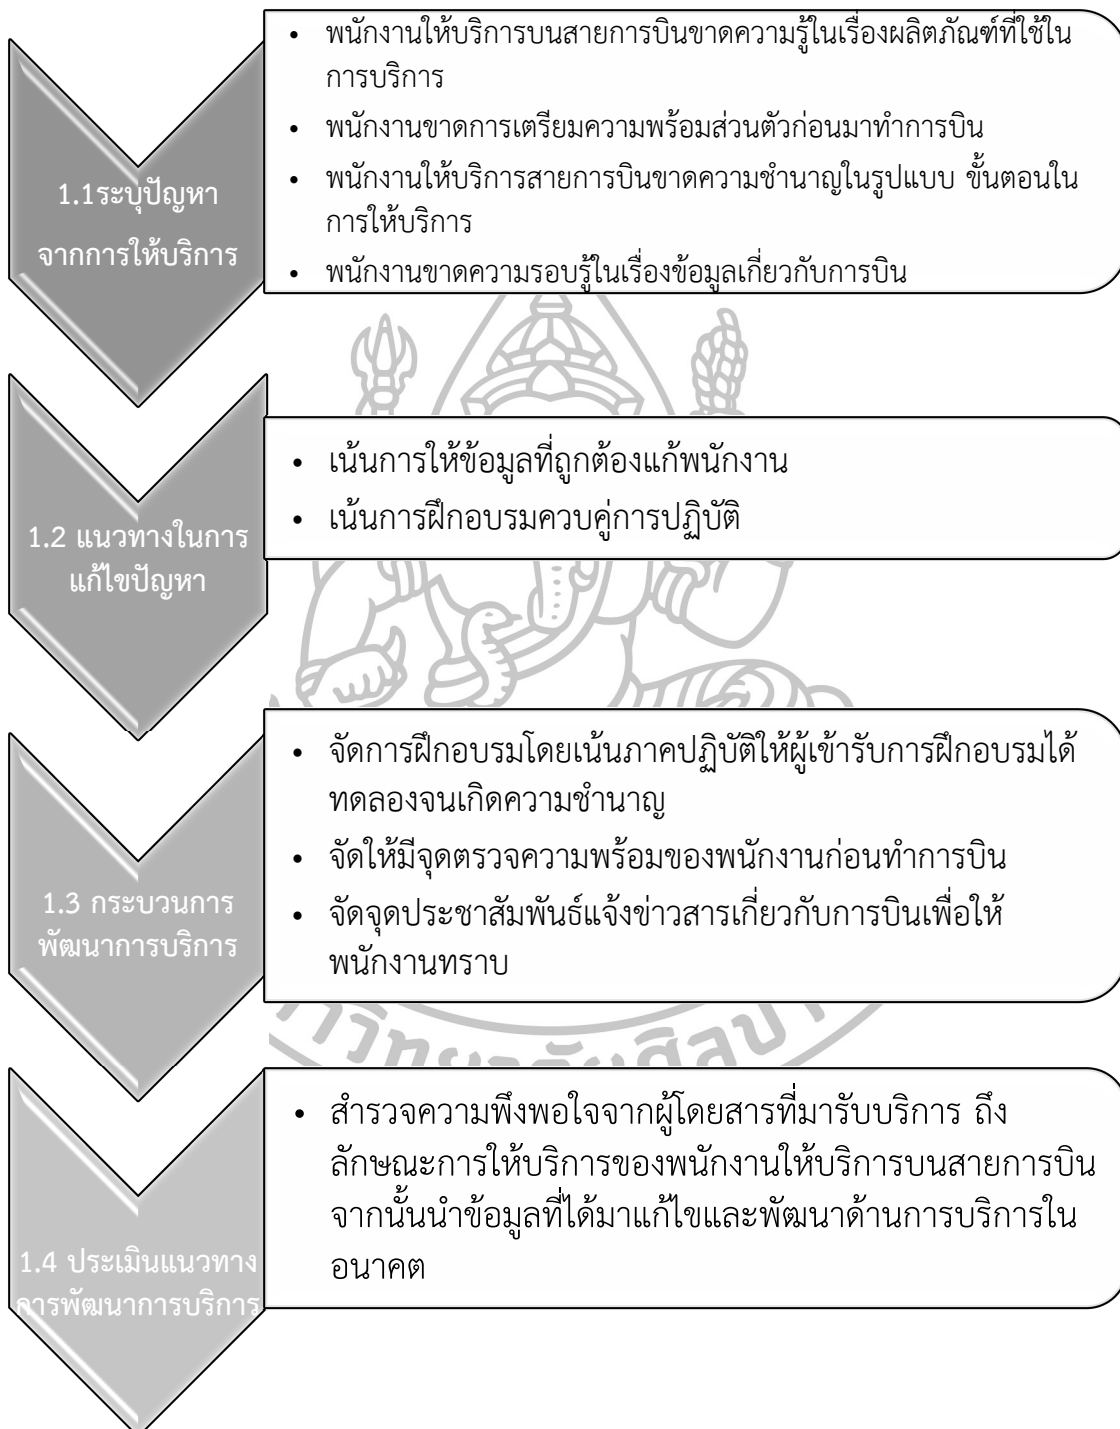 1.1ระบุปัญหา
จากการให้บริการ
• พนักงานให้บริการบนสายการบินขาดความรู้ในเรื่องผลิตภัณฑ์ที่ใช้ใน
การบริการ
• พนักงานขาดการเตรียมความพร้อมส่วนตัวก่อนมาทำการบิน
• พนักงานให้บริการสายการบินขาดความชำนาญในรูปแบบ ขั้นตอนใน
การให้บริการ
• พนักงานขาดความรอบรู้ในเรื่องข้อมูลเกี่ยวกับการบิน
1.2 แนวทางในการ
แก้ไขปัญหา
• เน้นการให้ข้อมูลที่ถูกต้องแก้พนักงาน
• เน้นการฝึกอบรมควบคู่การปฏิบัติ
1.3 กระบวนการ
พัฒนาการบริการ
• จัดการฝึกอบรมโดยเน้นภาคปฏิบัติให้ผู้เข้ารับการฝึกอบรมได้
ทดลองจนเกิดความชำนาญ
• จัดให้มีจุดตรวจความพร้อมของพนักงานก่อนทำการบิน
• จัดจุดประชาสัมพันธ์แจ้งข่าวสารเกี่ยวกับการบินเพื่อให้
พนักงานทราบ
1.4 ประเมินแนวทาง
การพัฒนาการบริการ
• สำรวจความพึงพอใจจากผู้โดยสารที่มารับบริการ ถึง
ลักษณะการให้บริการของพนักงานให้บริการบนสายการบิน
จากนั้นนำข้อมูลที่ได้มาแก้ไขและพัฒนาด้านการบริการใน
อนาคต